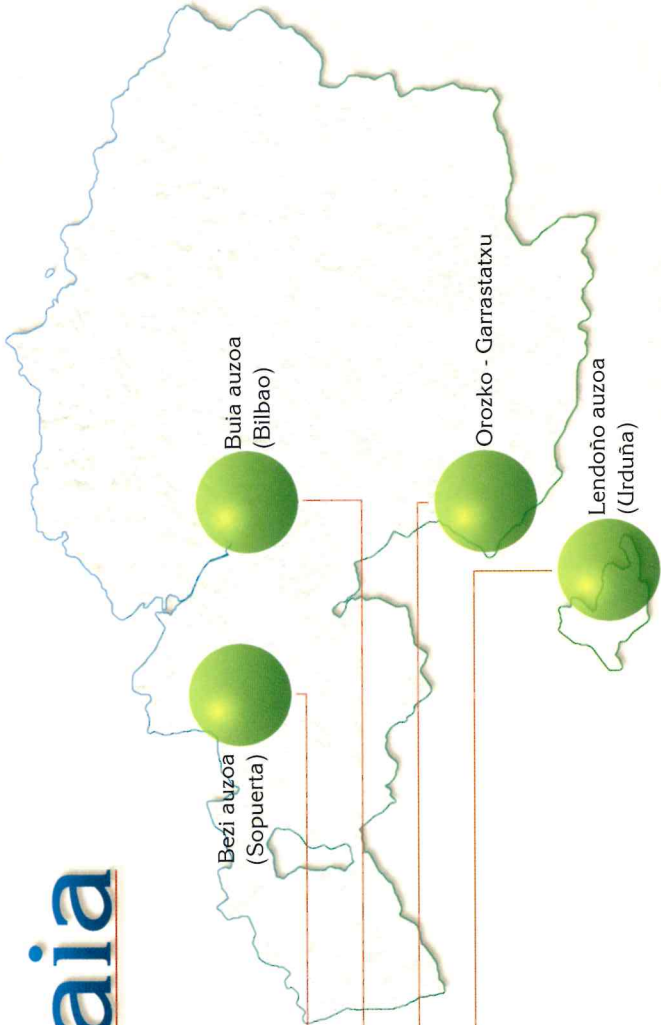 aia
Bezi auzoa
(Sopuerta)
Buia auzoa
(Bilbao)
Orozko - Garrastatxu
Lendoño auzoa
(Urduña)